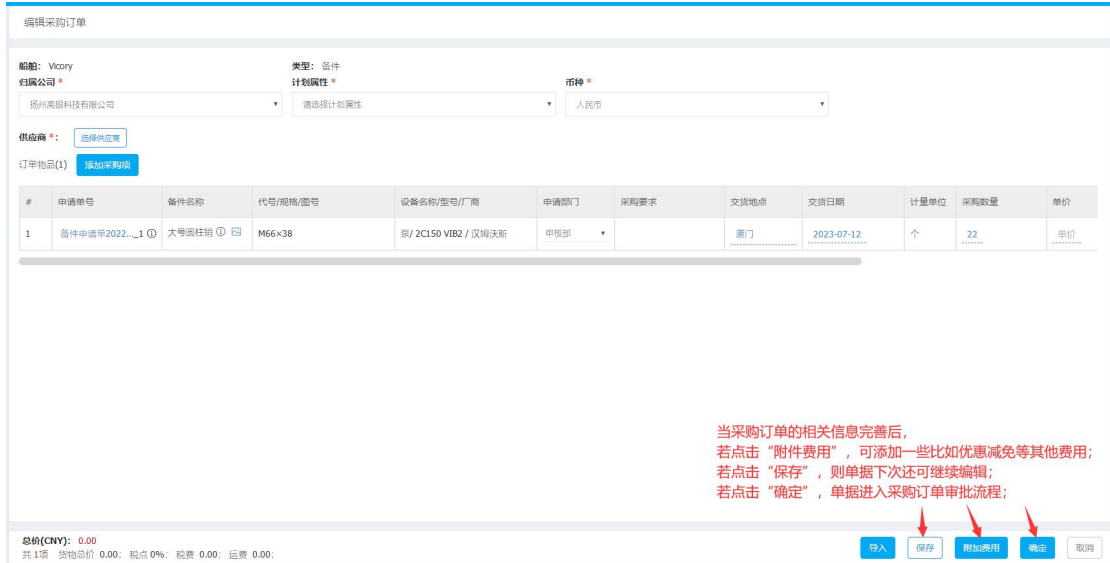 编辑采购订单
船舶： Vicory 类型： 备件
归属公司 * 计划属性 * 币种 *
扬州高银科技有限公司 请选择计划属性 人民币
供应商 *： 选择供应商
订单物品(1) 添加采购项
# 申请单号 备件名称 代号/规格/图号 设备名称/型号/厂商 申请部门 采购要求 交货地点 交货日期 计量单位 采购数量 单价
1 备件申请单2022..._1 大号圆柱销 M66×38 泵/ 2C150 VIB2 / 汉姆沃斯 甲板部 厦门 2023-07-12 个 22 单价
当采购订单的相关信息完善后，
若点击“附件费用”，可添加一些比如优惠减免等其他费用；
若点击“保存”，则单据下次还可继续编辑；
若点击“确定”，单据进入采购订单审批流程；
总价(CNY)： 0.00
共 1项 货物总价 0.00； 税点 0%； 税费 0.00； 运费 0.00；
导入 保存 附加费用 确定 取消